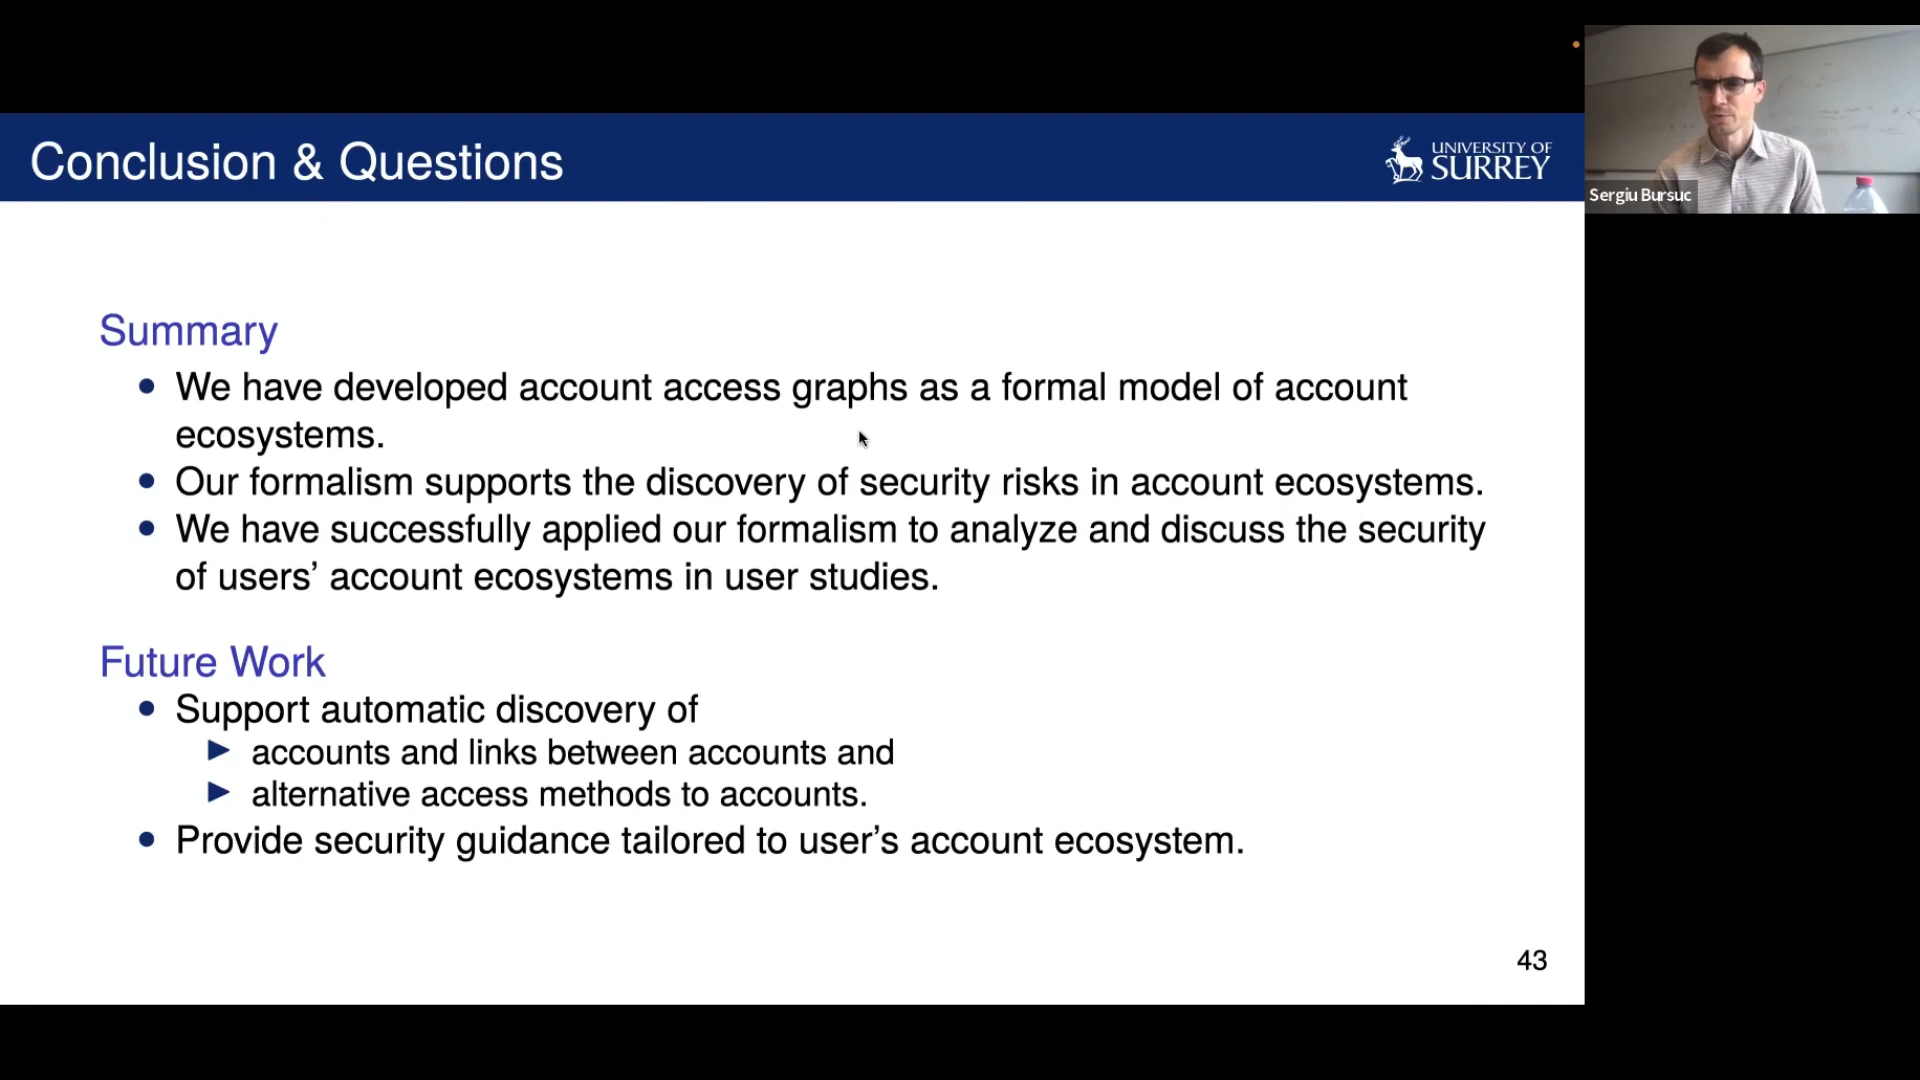 Conclusion & Questions
UNIVERSITY OF
SURREY
Sergiu Bursuc
Summary
• We have developed account access graphs as a formal model of account
ecosystems.
• Our formalism supports the discovery of security risks in account ecosystems.
• We have successfully applied our formalism to analyze and discuss the security
of users’ account ecosystems in user studies.
Future Work
• Support automatic discovery of
▶ accounts and links between accounts and
▶ alternative access methods to accounts.
• Provide security guidance tailored to user’s account ecosystem.
43